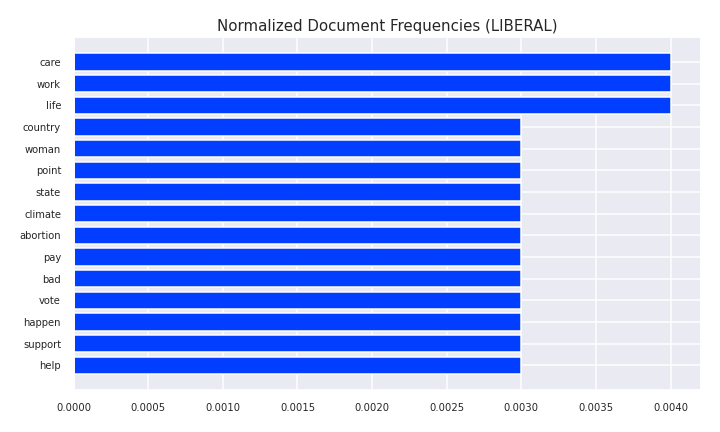 Normalized Document Frequencies (LIBERAL)
care
work
life
country
woman
point
state
climate
abortion
pay
bad
vote
happen
support
help
0.0000 0.0005 0.0010 0.0015 0.0020 0.0025 0.0030 0.0035 0.0040